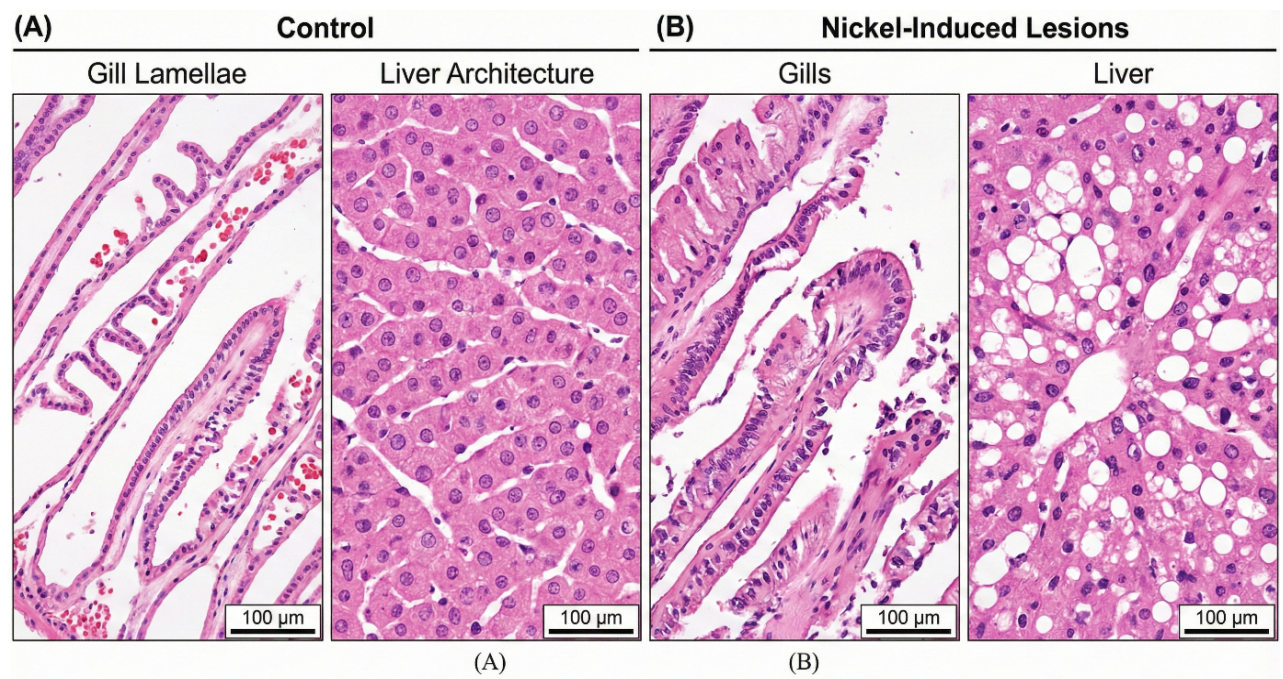 (A) Control
(B) Nickel-Induced Lesions
Gill Lamellae
Liver Architecture
Gills
Liver
100 µm
100 µm
100 µm
100 µm
(A)
(B)